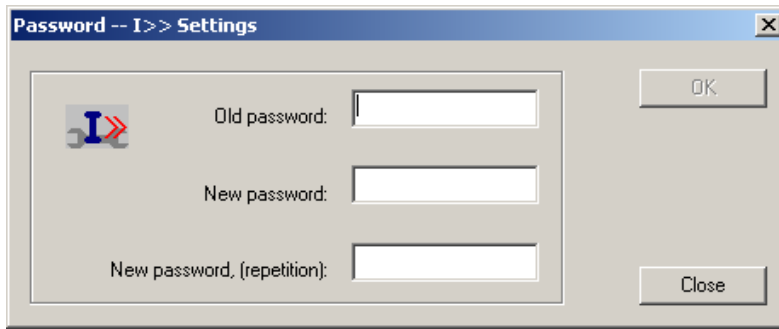 Password -- I>> Settings
OK
Old password:
New password:
New password, (repetition):
Close